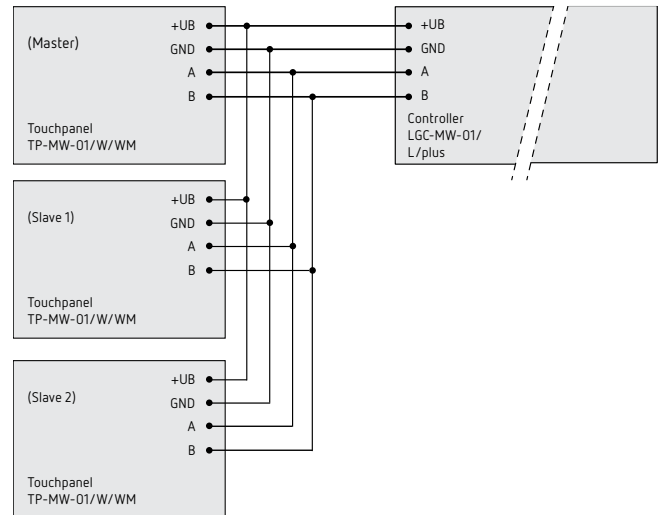 (Master)
+UB
GND
A
B
Touchpanel
TP-MW-01/W/WM
+UB
GND
A
B
Controller
LGC-MW-01/
L/plus
(Slave 1)
+UB
GND
A
B
Touchpanel
TP-MW-01/W/WM
(Slave 2)
+UB
GND
A
B
Touchpanel
TP-MW-01/W/WM